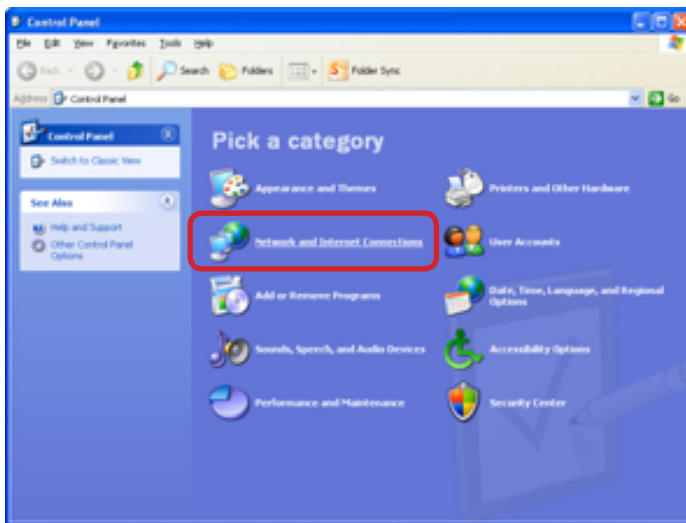 Control Panel
File Edit View Favorites Tools Help
Back Search Folders Folder Sync
Address Control Panel Go
Control Panel
Switch to Classic View
See Also
Help and Support
Other Control Panel
Options
Pick a category
Appearance and Themes
Printers and Other Hardware
Network and Internet Connections
User Accounts
Add or Remove Programs
Date, Time, Language, and Regional
Options
Sounds, Speech, and Audio Devices
Accessibility Options
Performance and Maintenance
Security Center